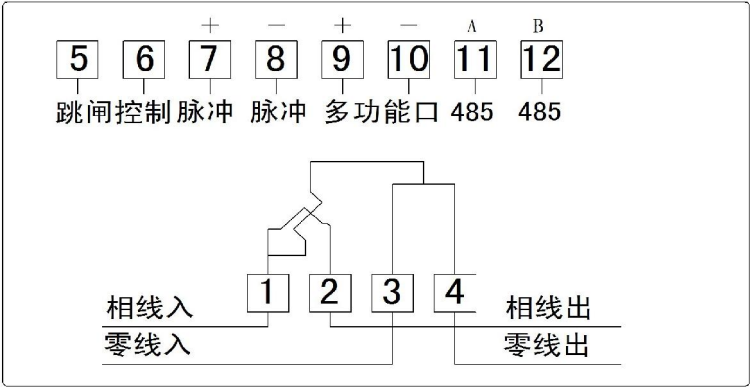 + − + − A B
5 6 7 8 9 10 11 12
跳闸控制 脉冲 脉冲 多功能口 485 485
1 2 3 4
相线入 相线出
零线入 零线出